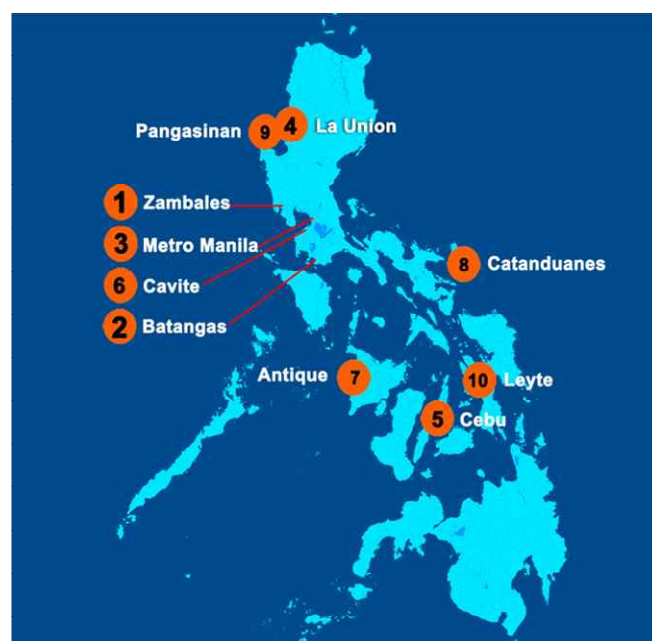 Pangasinan 9 4 La Union
1 Zambales
3 Metro Manila
8 Catanduanes
6 Cavite
2 Batangas
Antique 7
10 Leyte
5 Cebu